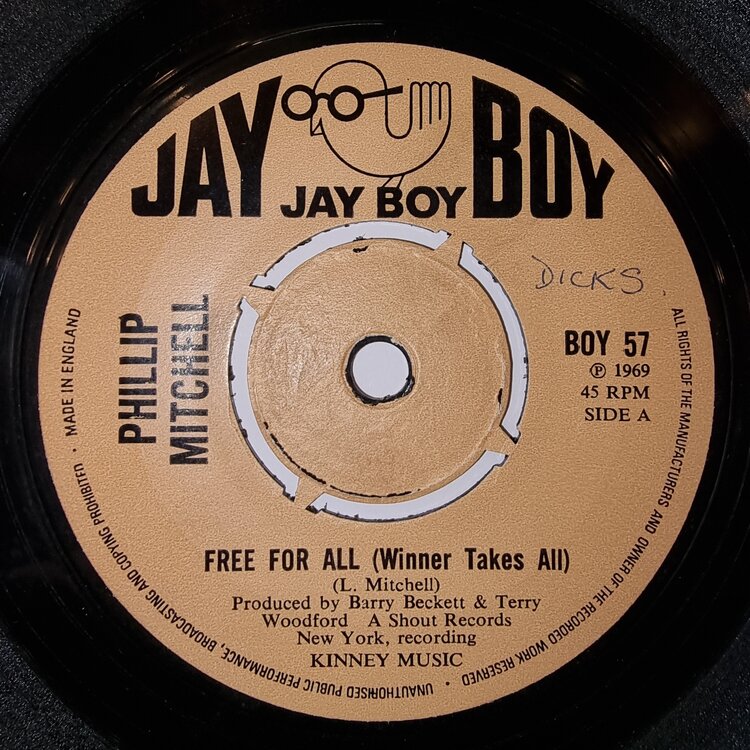 JAY BOY
JAY BOY
DICKS.
PHILLIP
MITCHELL
BOY 57
Ⓟ 1969
45 RPM
SIDE A
FREE FOR ALL (Winner Takes All)
(L. Mitchell)
Produced by Barry Beckett & Terry
Woodford A Shout Records
New York, recording
KINNEY MUSIC
ALL RIGHTS OF THE MANUFACTURERS AND OWNER OF THE RECORDED WORK RESERVED · UNAUTHORISED PUBLIC PERFORMANCE, BROADCASTING AND COPYING PROHIBITED · MADE IN ENGLAND